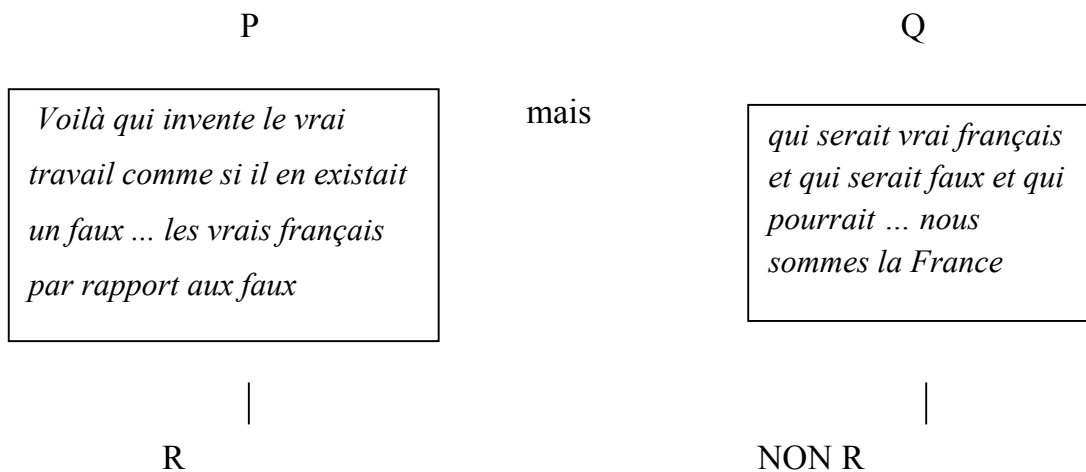 P
Q
Voilà qui invente le vrai
travail comme si il en existait
un faux ... les vrais français
par rapport aux faux
mais
qui serait vrai français
et qui serait faux et qui
pourrait ... nous
sommes la France
R
NON R